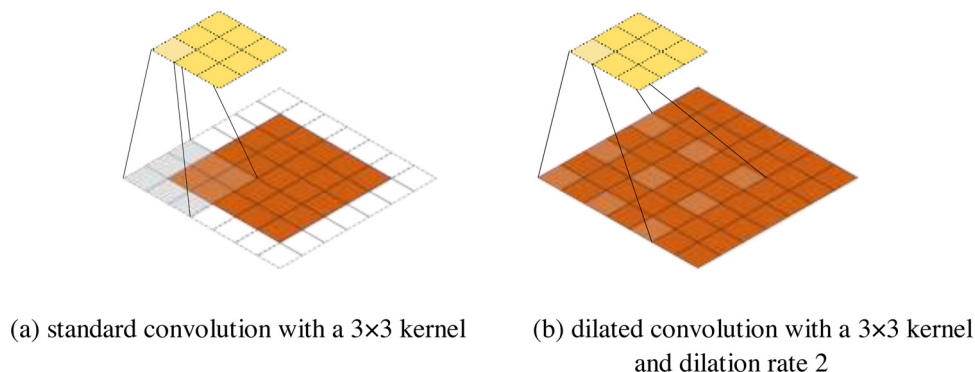 (a) standard convolution with a 3×3 kernel
(b) dilated convolution with a 3×3 kernel
and dilation rate 2